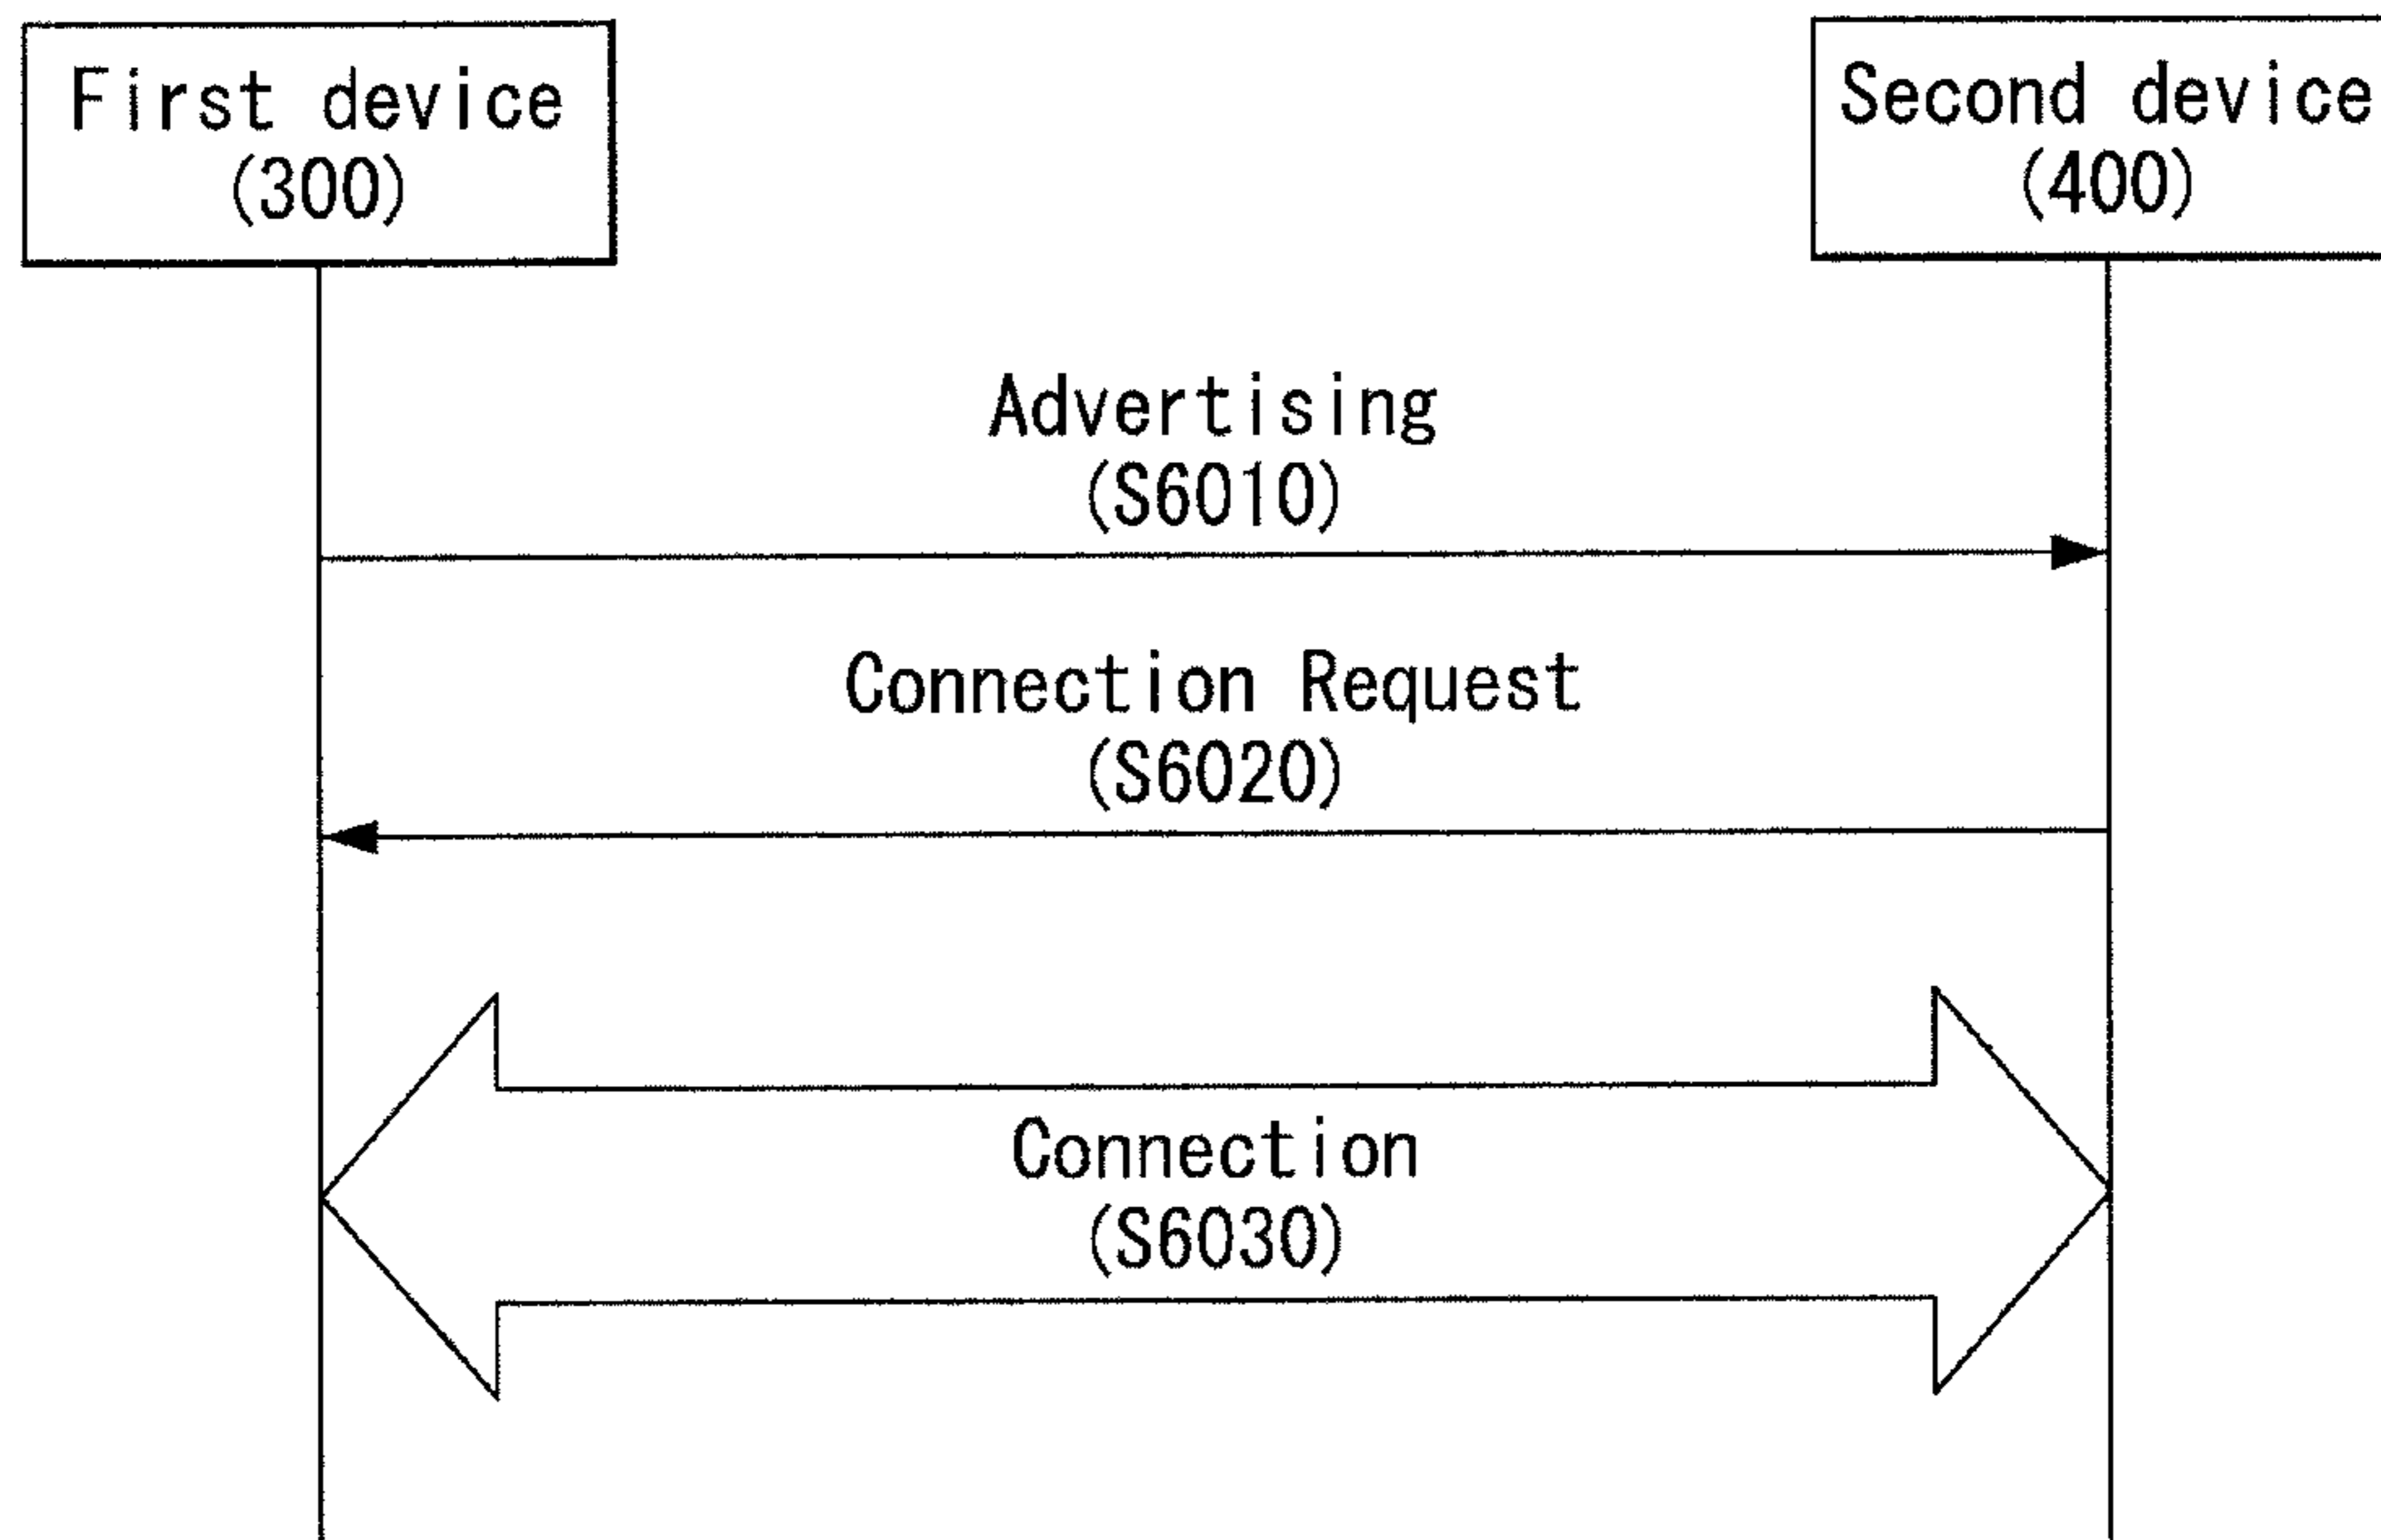 First device
(300)
Second device
(400)
Advertising
(S6010)
Connection Request
(S6020)
Connection
(S6030)